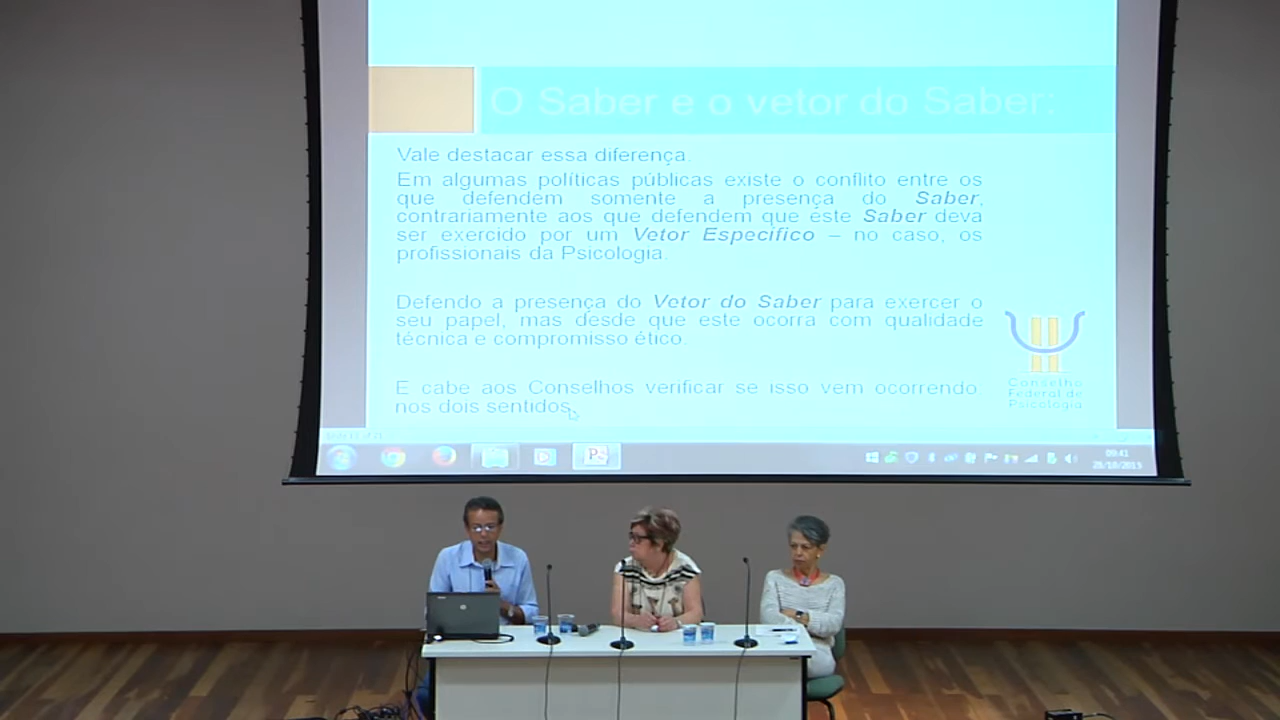 O Saber e o vetor do Saber:
Vale destacar essa diferença.
Em algumas políticas públicas existe o conflito entre os
que defendem somente a presença do Saber,
contrariamente aos que defendem que este Saber deva
ser exercido por um Vetor Específico – no caso, os
profissionais da Psicologia.
Defendo a presença do Vetor do Saber para exercer o
seu papel, mas desde que este ocorra com qualidade
técnica e compromisso ético.
E cabe aos Conselhos verificar se isso vem ocorrendo
nos dois sentidos.
Conselho
Federal de
Psicologia
09:41